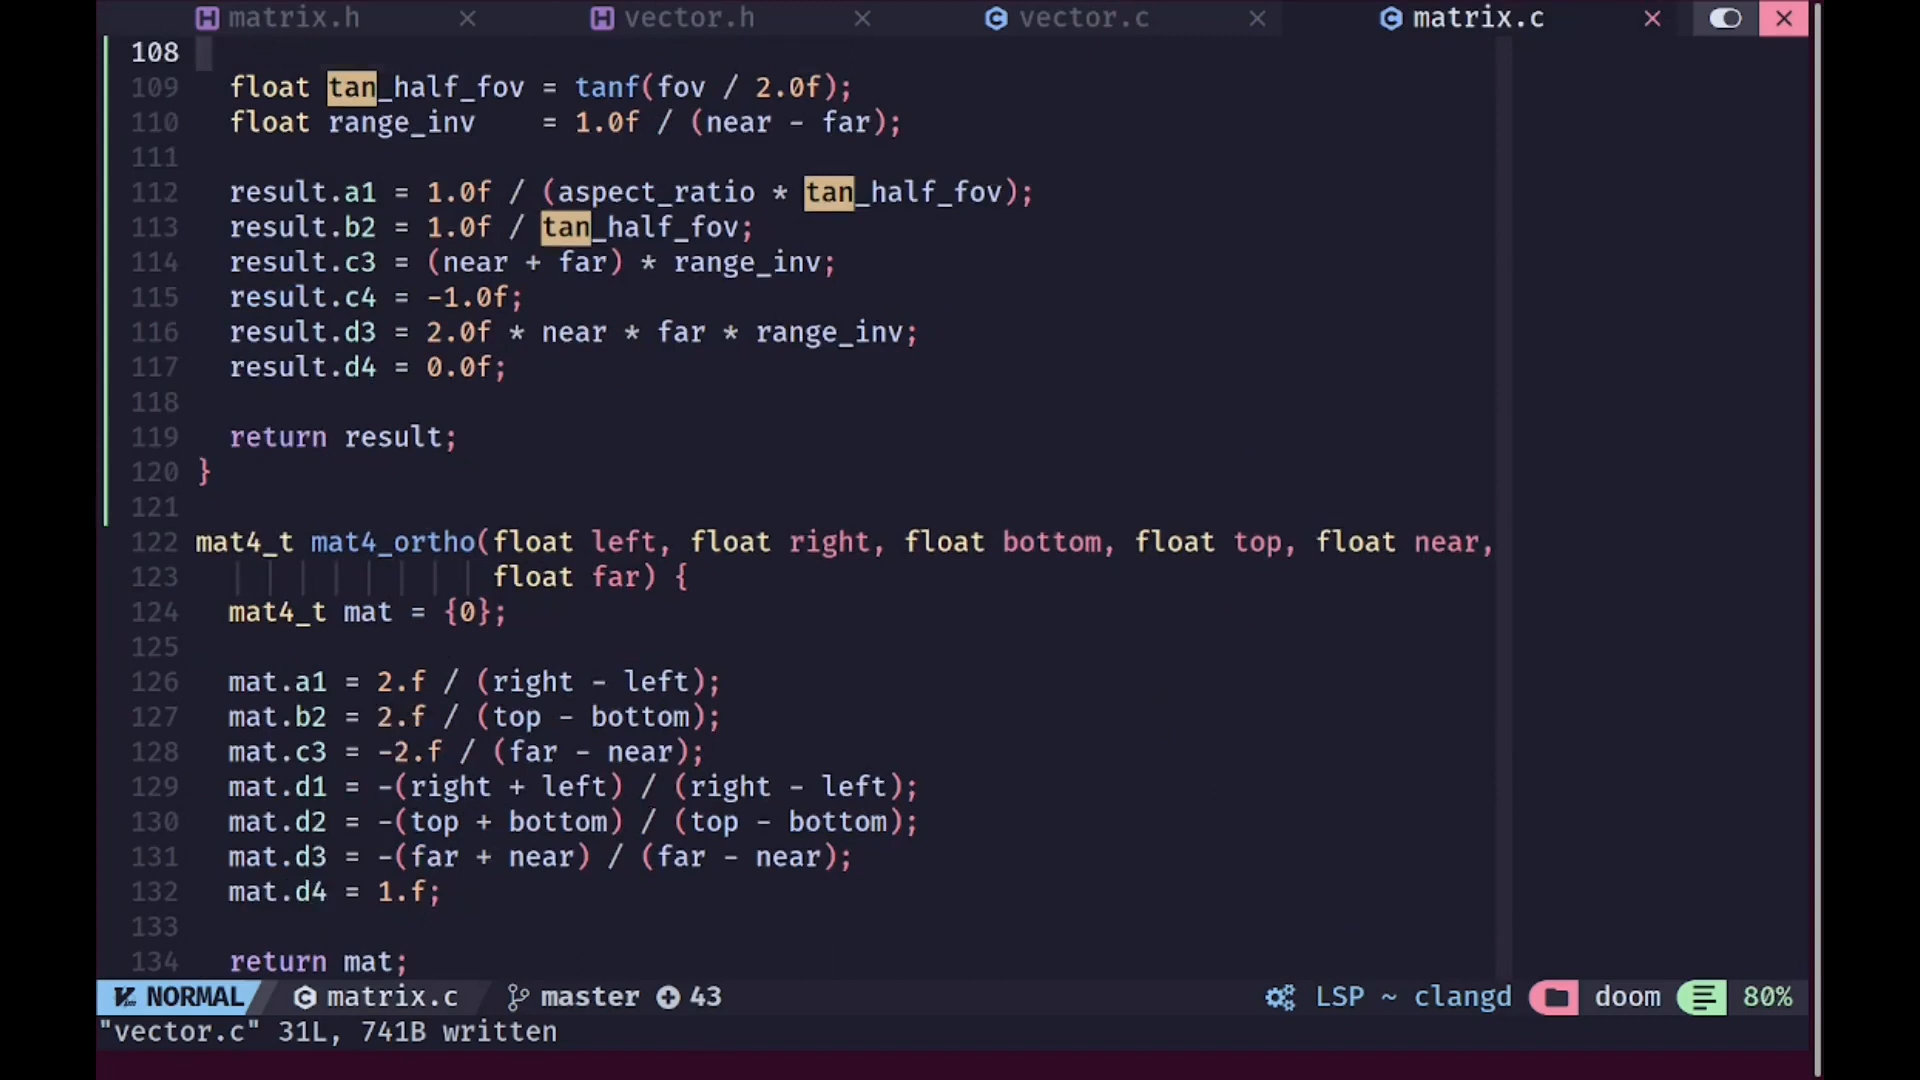 matrix.h × vector.h × vector.c × matrix.c × ×
108
109 float tan_half_fov = tanf(fov / 2.0f);
110 float range_inv    = 1.0f / (near - far);
111
112 result.a1 = 1.0f / (aspect_ratio * tan_half_fov);
113 result.b2 = 1.0f / tan_half_fov;
114 result.c3 = (near + far) * range_inv;
115 result.c4 = -1.0f;
116 result.d3 = 2.0f * near * far * range_inv;
117 result.d4 = 0.0f;
118
119 return result;
120 }
121
122 mat4_t mat4_ortho(float left, float right, float bottom, float top, float near,
123 float far) {
124 mat4_t mat = {0};
125
126 mat.a1 = 2.f / (right - left);
127 mat.b2 = 2.f / (top - bottom);
128 mat.c3 = -2.f / (far - near);
129 mat.d1 = -(right + left) / (right - left);
130 mat.d2 = -(top + bottom) / (top - bottom);
131 mat.d3 = -(far + near) / (far - near);
132 mat.d4 = 1.f;
133
134 return mat;
NORMAL matrix.c master 43 LSP ~ clangd doom 80%
"vector.c" 31L, 741B written